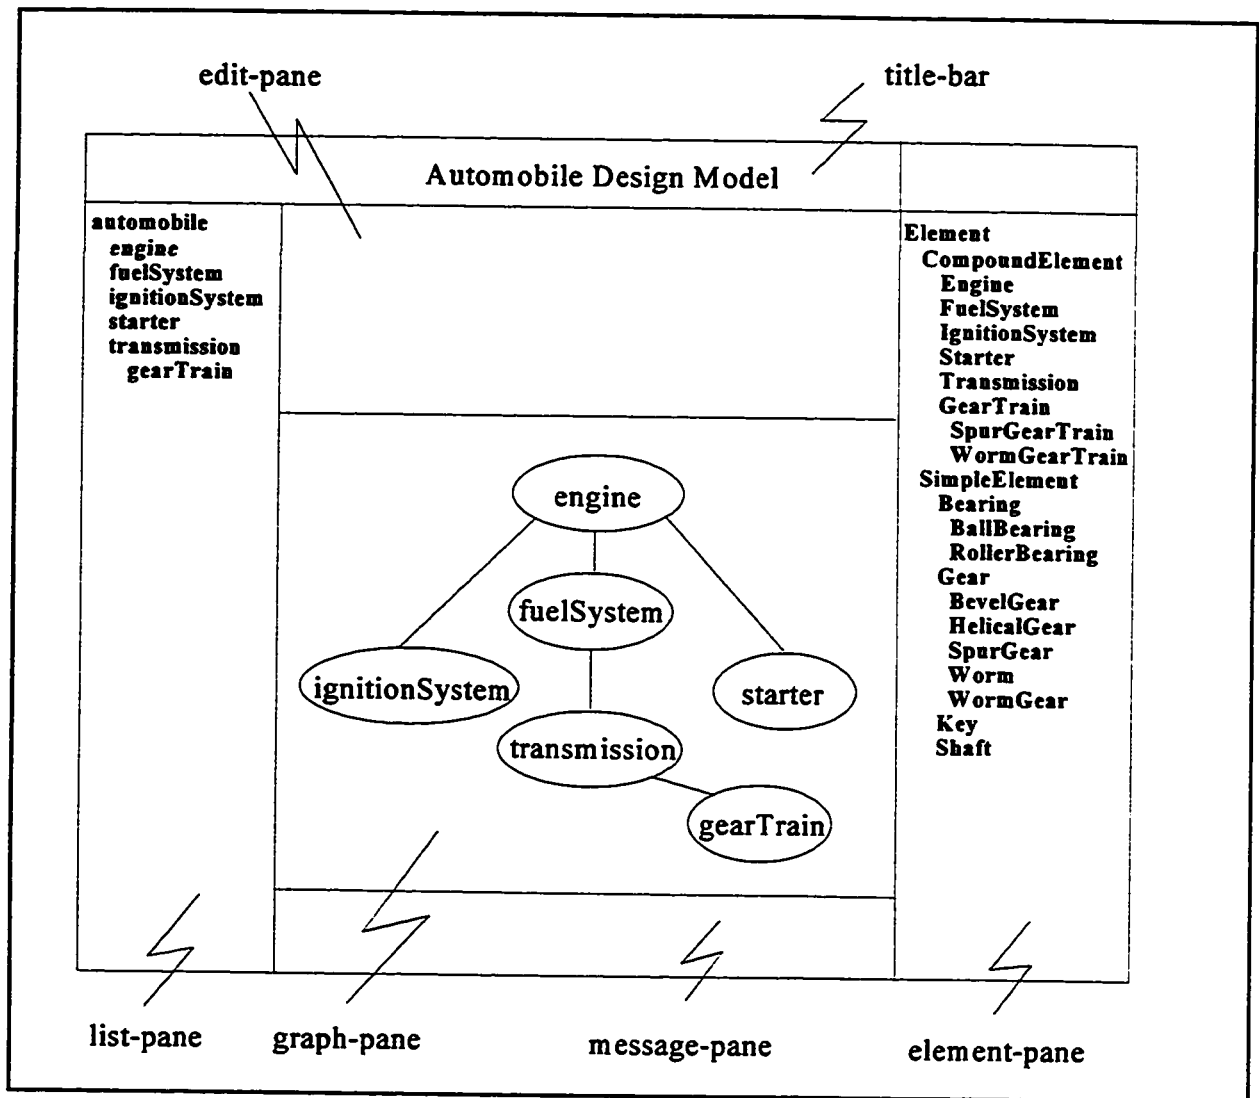 edit-pane
title-bar
Automobile Design Model
automobile
engine
fuelSystem
ignitionSystem
starter
transmission
gearTrain
engine
fuelSystem
ignitionSystem
starter
transmission
gearTrain
Element
CompoundElement
Engine
FuelSystem
IgnitionSystem
Starter
Transmission
GearTrain
SpurGearTrain
WormGearTrain
SimpleElement
Bearing
BallBearing
RollerBearing
Gear
BevelGear
HelicalGear
SpurGear
Worm
WormGear
Key
Shaft
list-pane
graph-pane
message-pane
element-pane